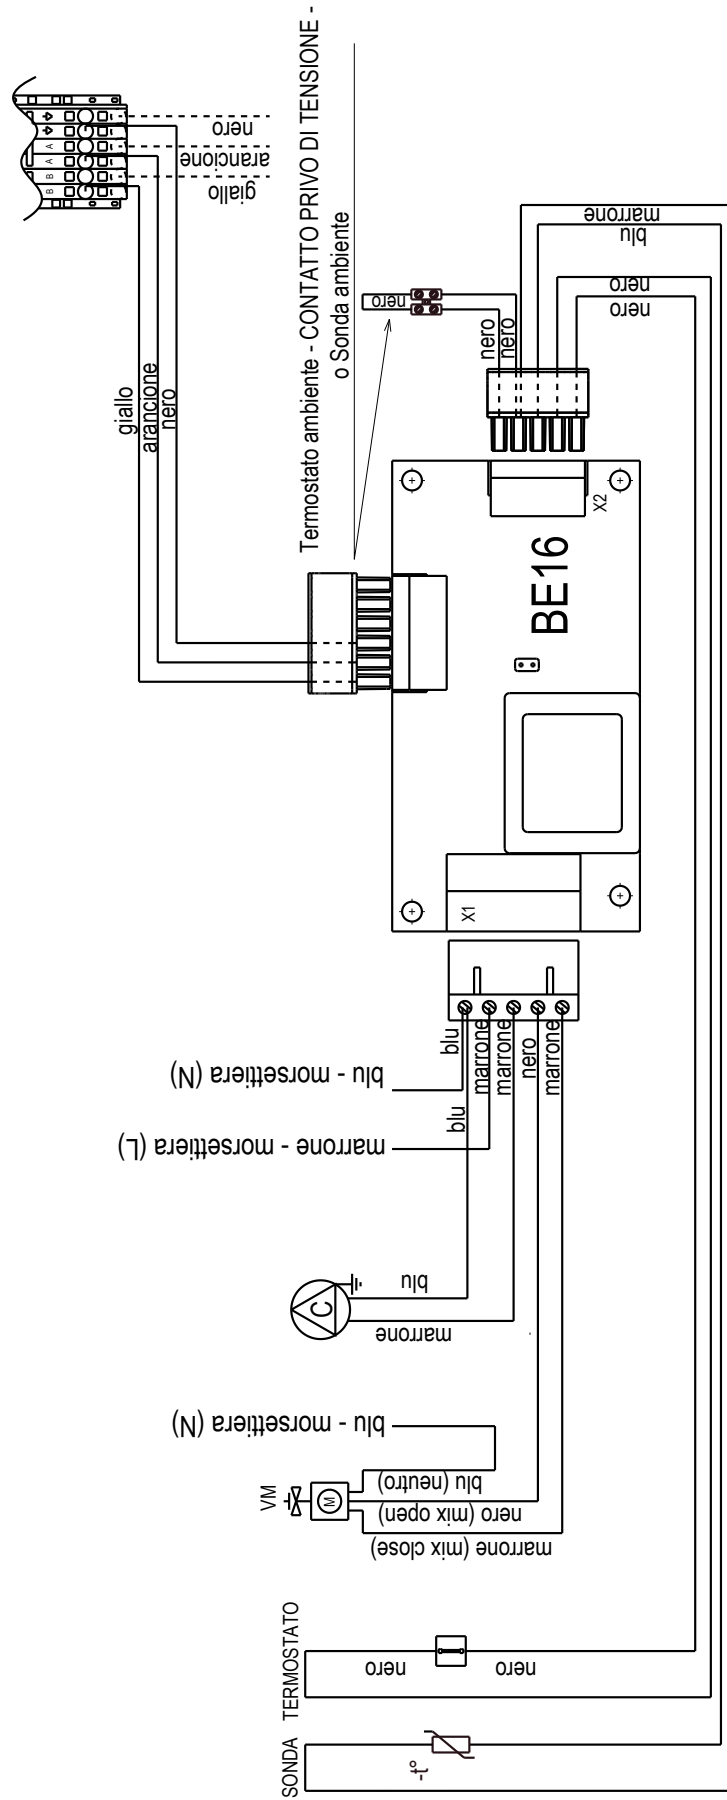 B
B
A
A
nero
arancione
giallo
giallo
arancione
nero
Termostato ambiente - CONTATTO PRIVO DI TENSIONE -
o Sonda ambiente
nero
nero
nero
marrone
blu
nero
nero
X2
BE16
X1
blu
marrone
marrone
nero
marrone
blu
blu - morsettiera (N)
marrone - morsettiera (L)
C
blu
marrone
blu - morsettiera (N)
VM
M
blu (neutro)
nero (mix open)
marrone (mix close)
TERMOSTATO
nero
nero
SONDA
-t°